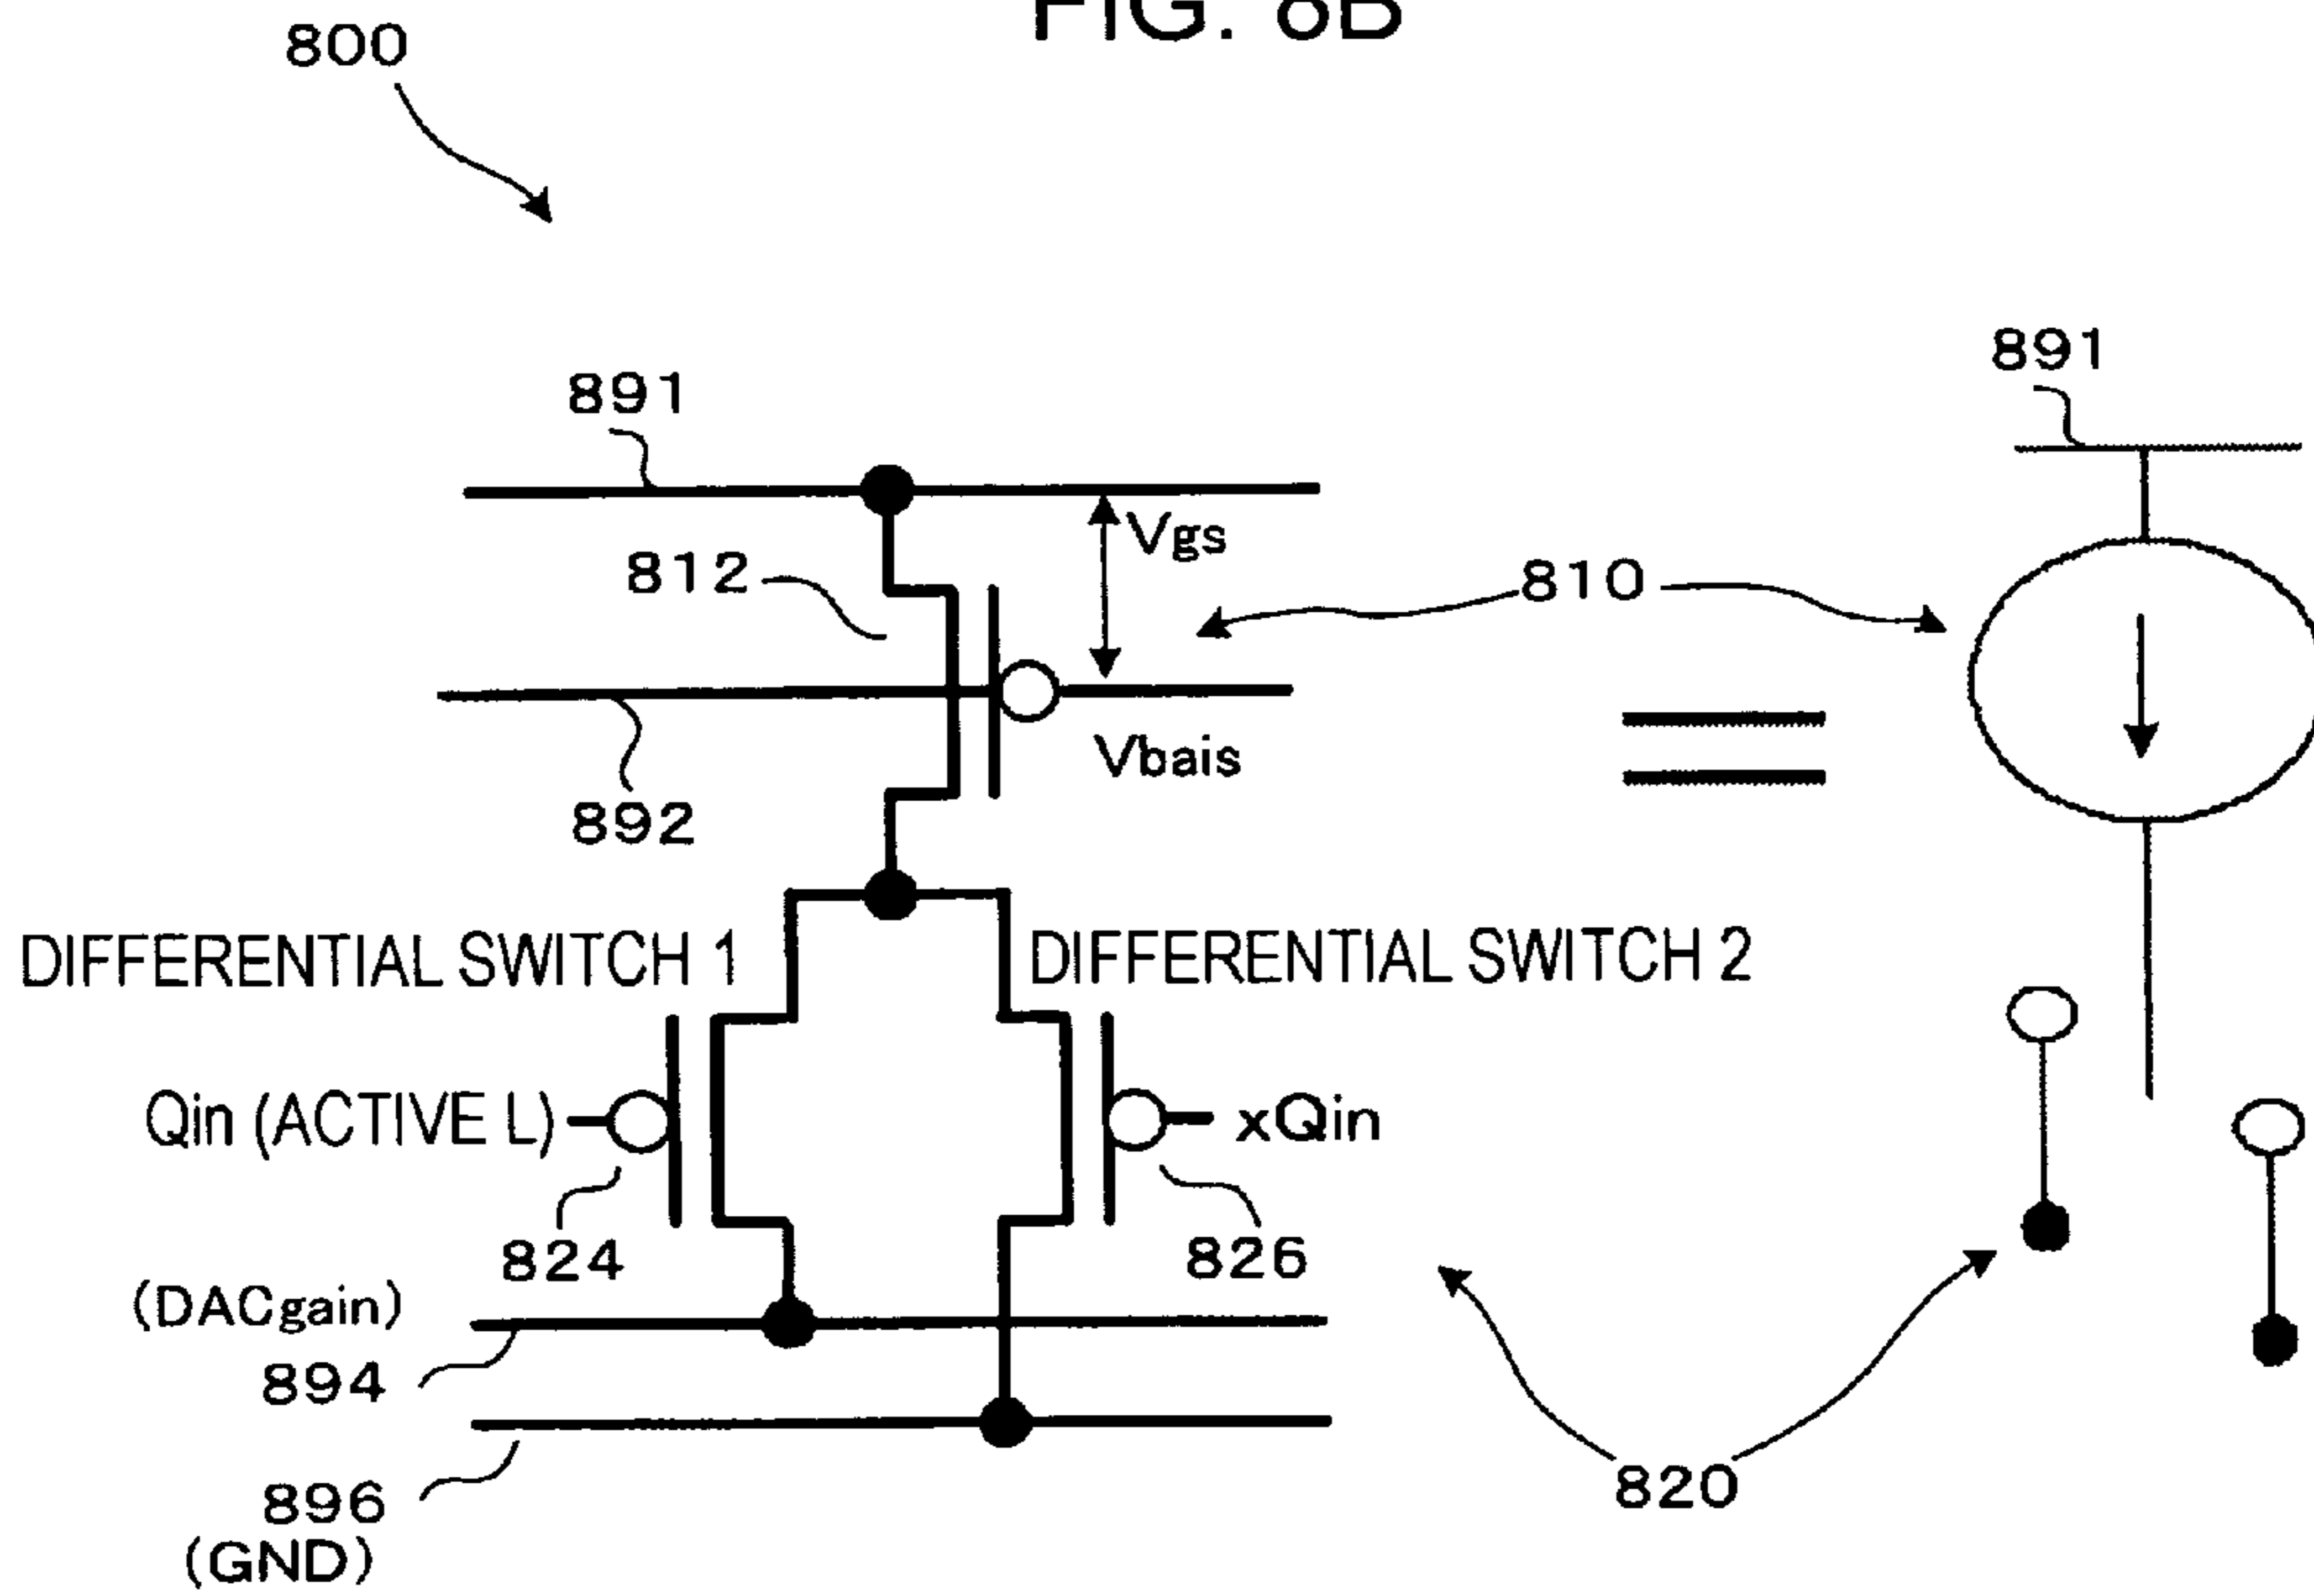 FIG. 8B
800
891
891
Vgs
812
810
Vbais
892
DIFFERENTIAL SWITCH 1
DIFFERENTIAL SWITCH 2
Qin (ACTIVE L)
xQin
824
826
(DACgain)
894
896
(GND)
820